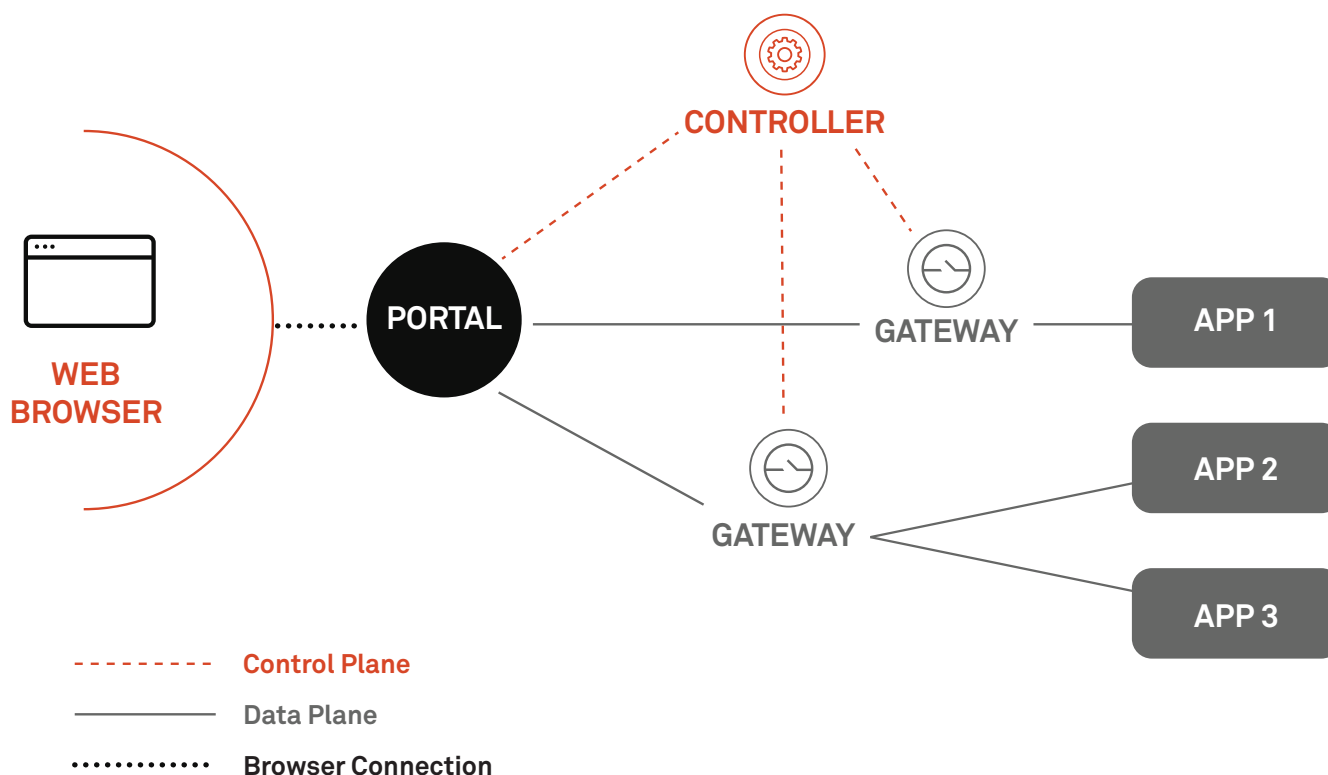 CONTROLLER
WEB
BROWSER
PORTAL
GATEWAY
APP 1
GATEWAY
APP 2
APP 3
Control Plane
Data Plane
Browser Connection